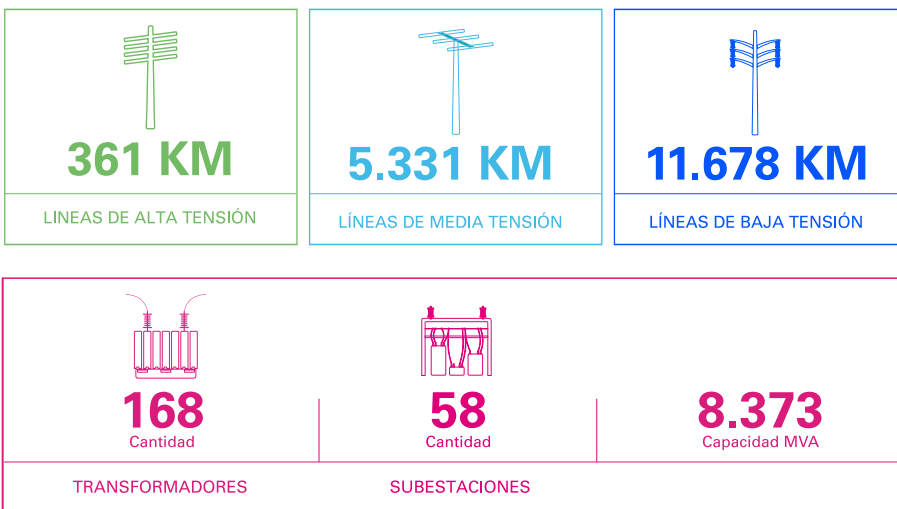 361 KM
LINEAS DE ALTA TENSIÓN
5.331 KM
LÍNEAS DE MEDIA TENSIÓN
11.678 KM
LÍNEAS DE BAJA TENSIÓN
168
Cantidad
TRANSFORMADORES
58
Cantidad
SUBESTACIONES
8.373
Capacidad MVA